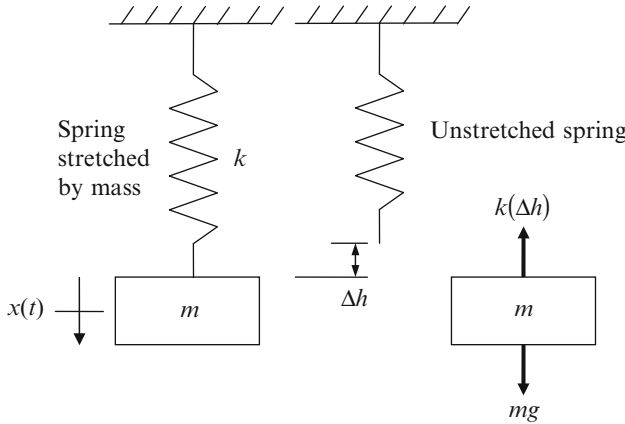 Spring
stretched
by mass
k
Unstretched spring
k(Δh)
Δh
x(t)
m
m
mg